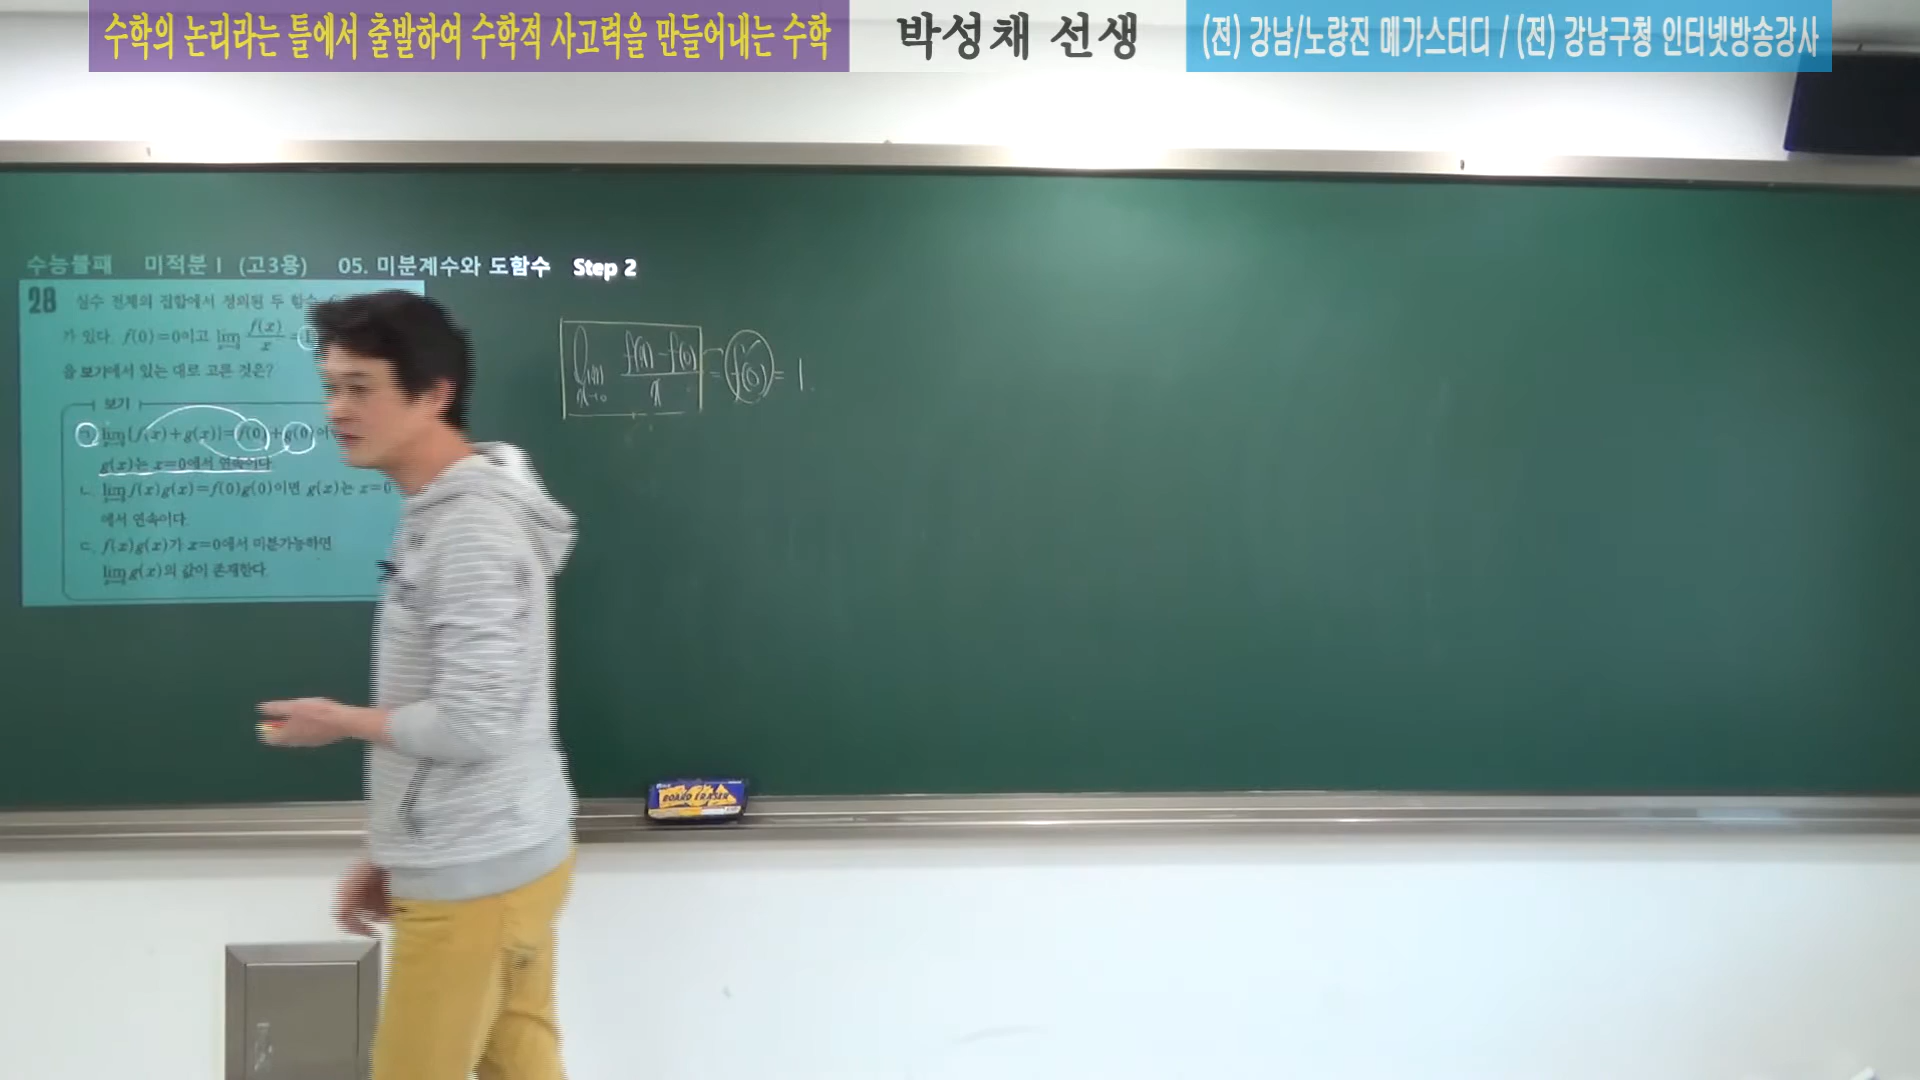 수학의 논리라는 틀에서 출발하여 수학적 사고력을 만들어내는 수학
박성채 선생
(전) 강남/노량진 메가스터디 / (전) 강남구청 인터넷방송강사
수능불패 미적분Ⅰ (고3용) 05. 미분계수와 도함수 Step 2
28 실수 전체의 집합에서 정의된 두 함수
가 있다. f(0)=0이고 lim f(x)/x = 1
을 보기에서 있는 대로 고른 것은?
보기
ㄱ. lim{f(x)+g(x)}=f(0)+g(0)이
g(x)는 x=0에서 연속이다.
ㄴ. lim f(x)g(x)=f(0)g(0)이면 g(x)는 x=0
에서 연속이다.
ㄷ. f(x)g(x)가 x=0에서 미분가능하면
lim g(x)의 값이 존재한다.
lim x→0 f(x)-f(0)/x = f'(0) = 1.
BOARD ERASER